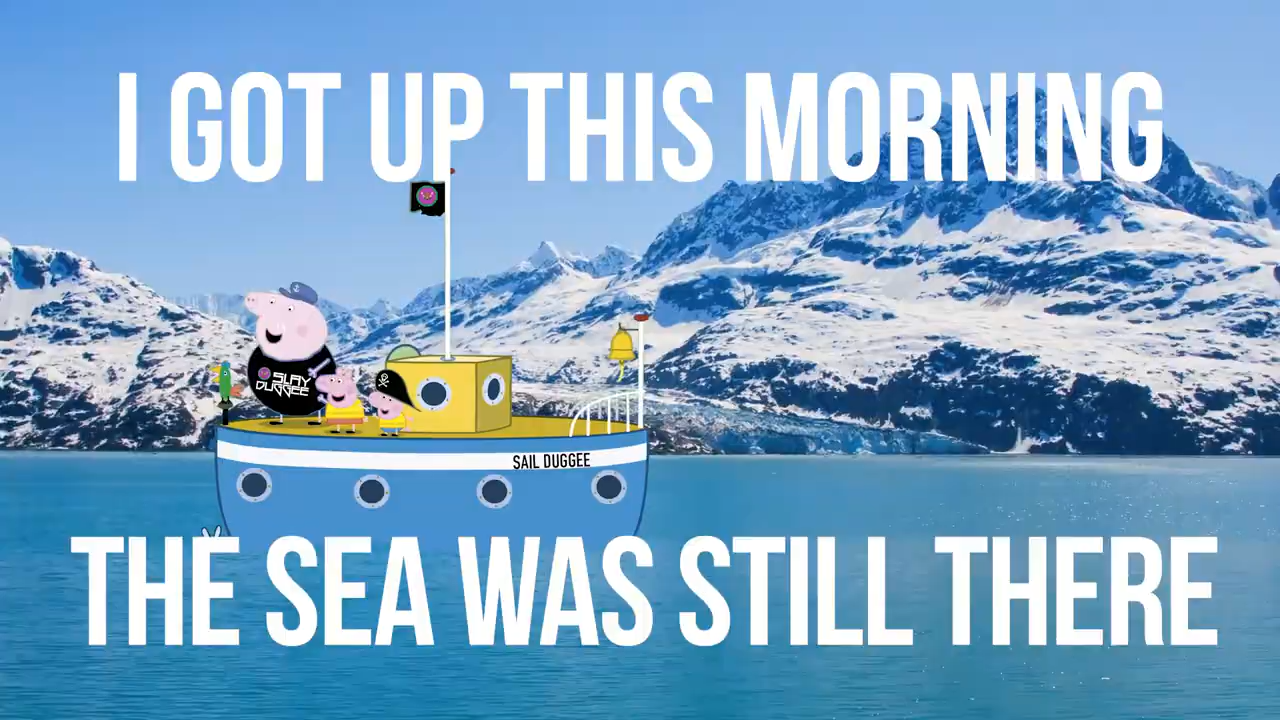 I GOT UP THIS MORNING
SLAY
DUGGEE
SAIL DUGGEE
THE SEA WAS STILL THERE